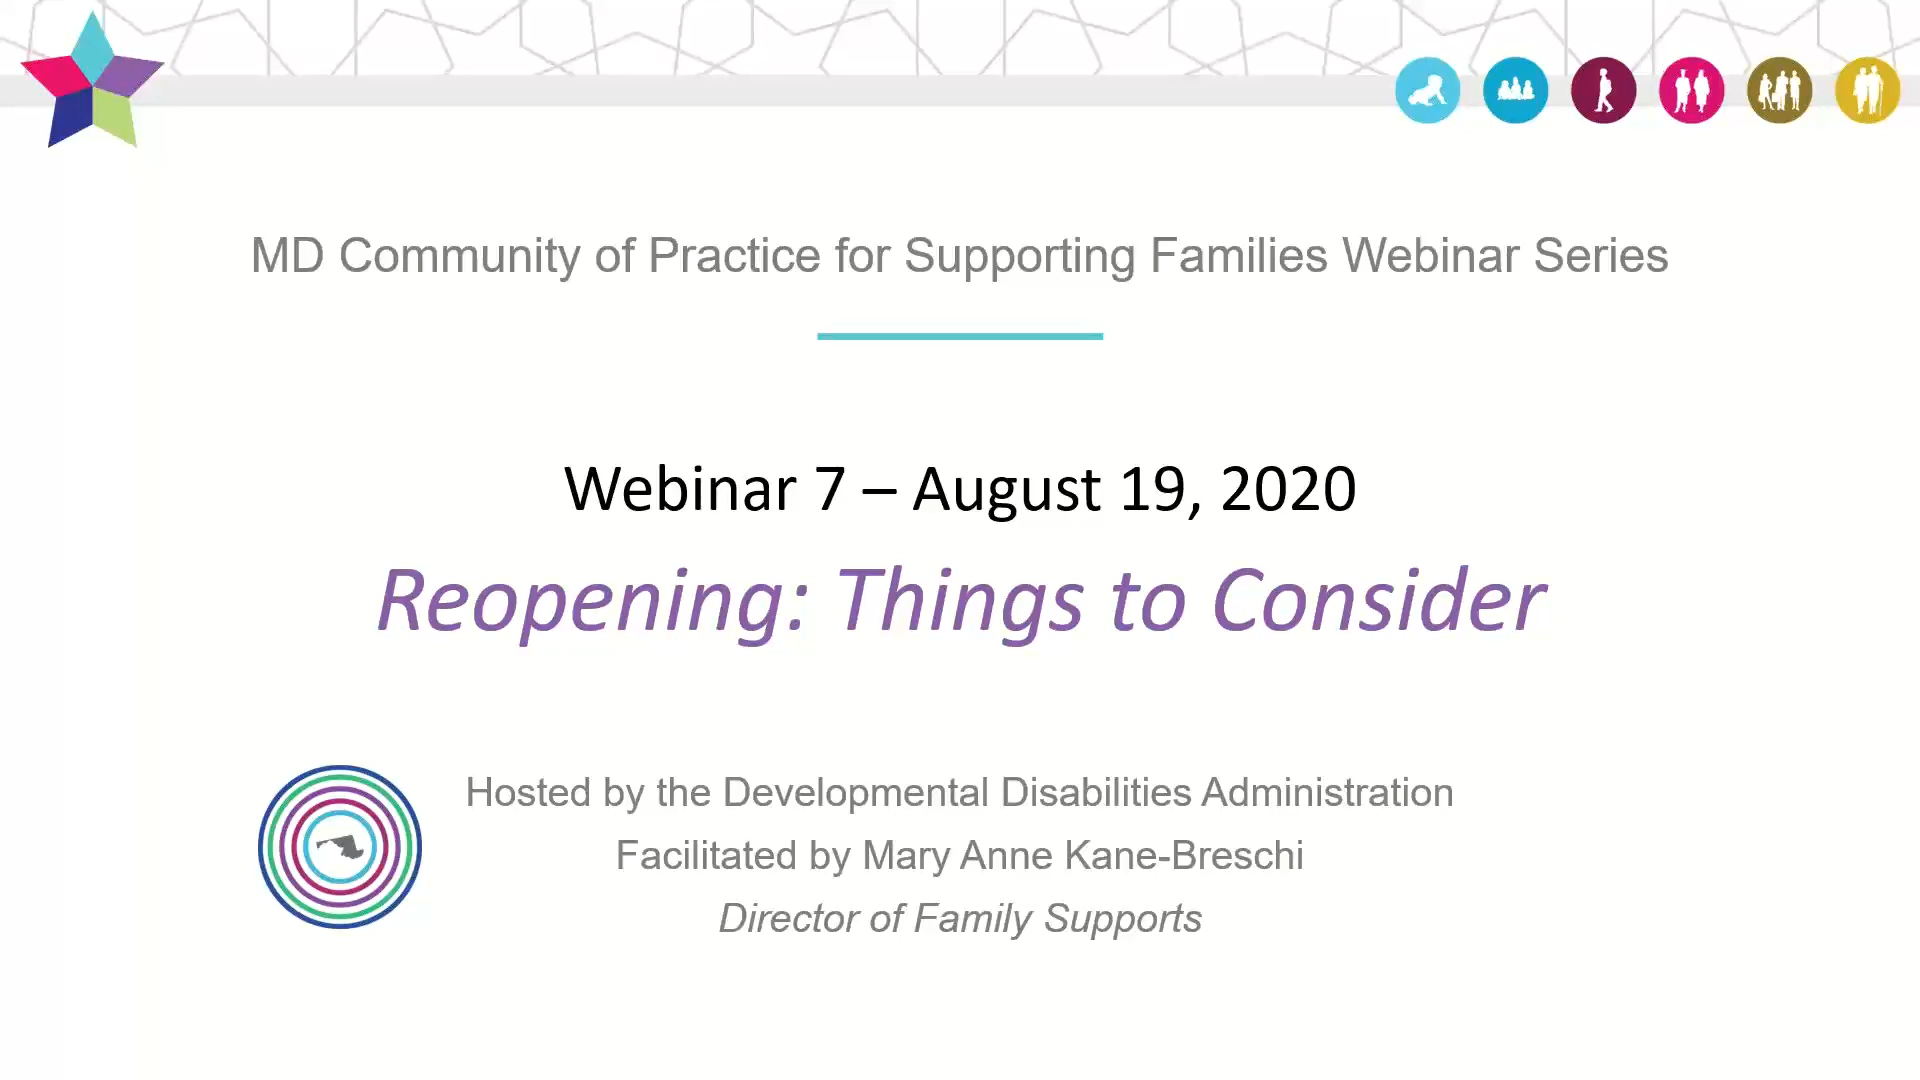 MD Community of Practice for Supporting Families Webinar Series
Webinar 7 – August 19, 2020
Reopening: Things to Consider
Hosted by the Developmental Disabilities Administration
Facilitated by Mary Anne Kane-Breschi
Director of Family Supports